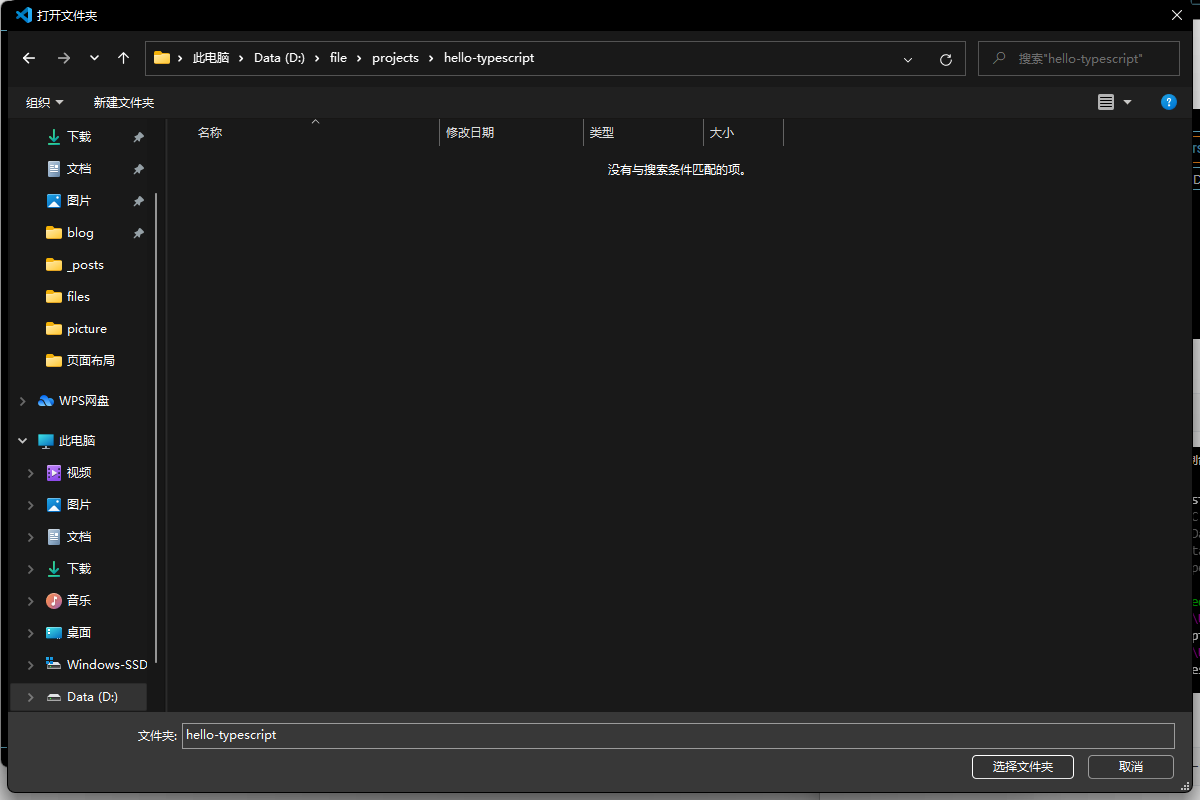 打开文件夹
此电脑 Data (D:) file projects hello-typescript
搜索"hello-typescript"
组织 新建文件夹
名称 修改日期 类型 大小
没有与搜索条件匹配的项。
下载
文档
图片
blog
_posts
files
picture
页面布局
WPS网盘
此电脑
视频
图片
文档
下载
音乐
桌面
Windows-SSD
Data (D:)
文件夹: hello-typescript
选择文件夹 取消